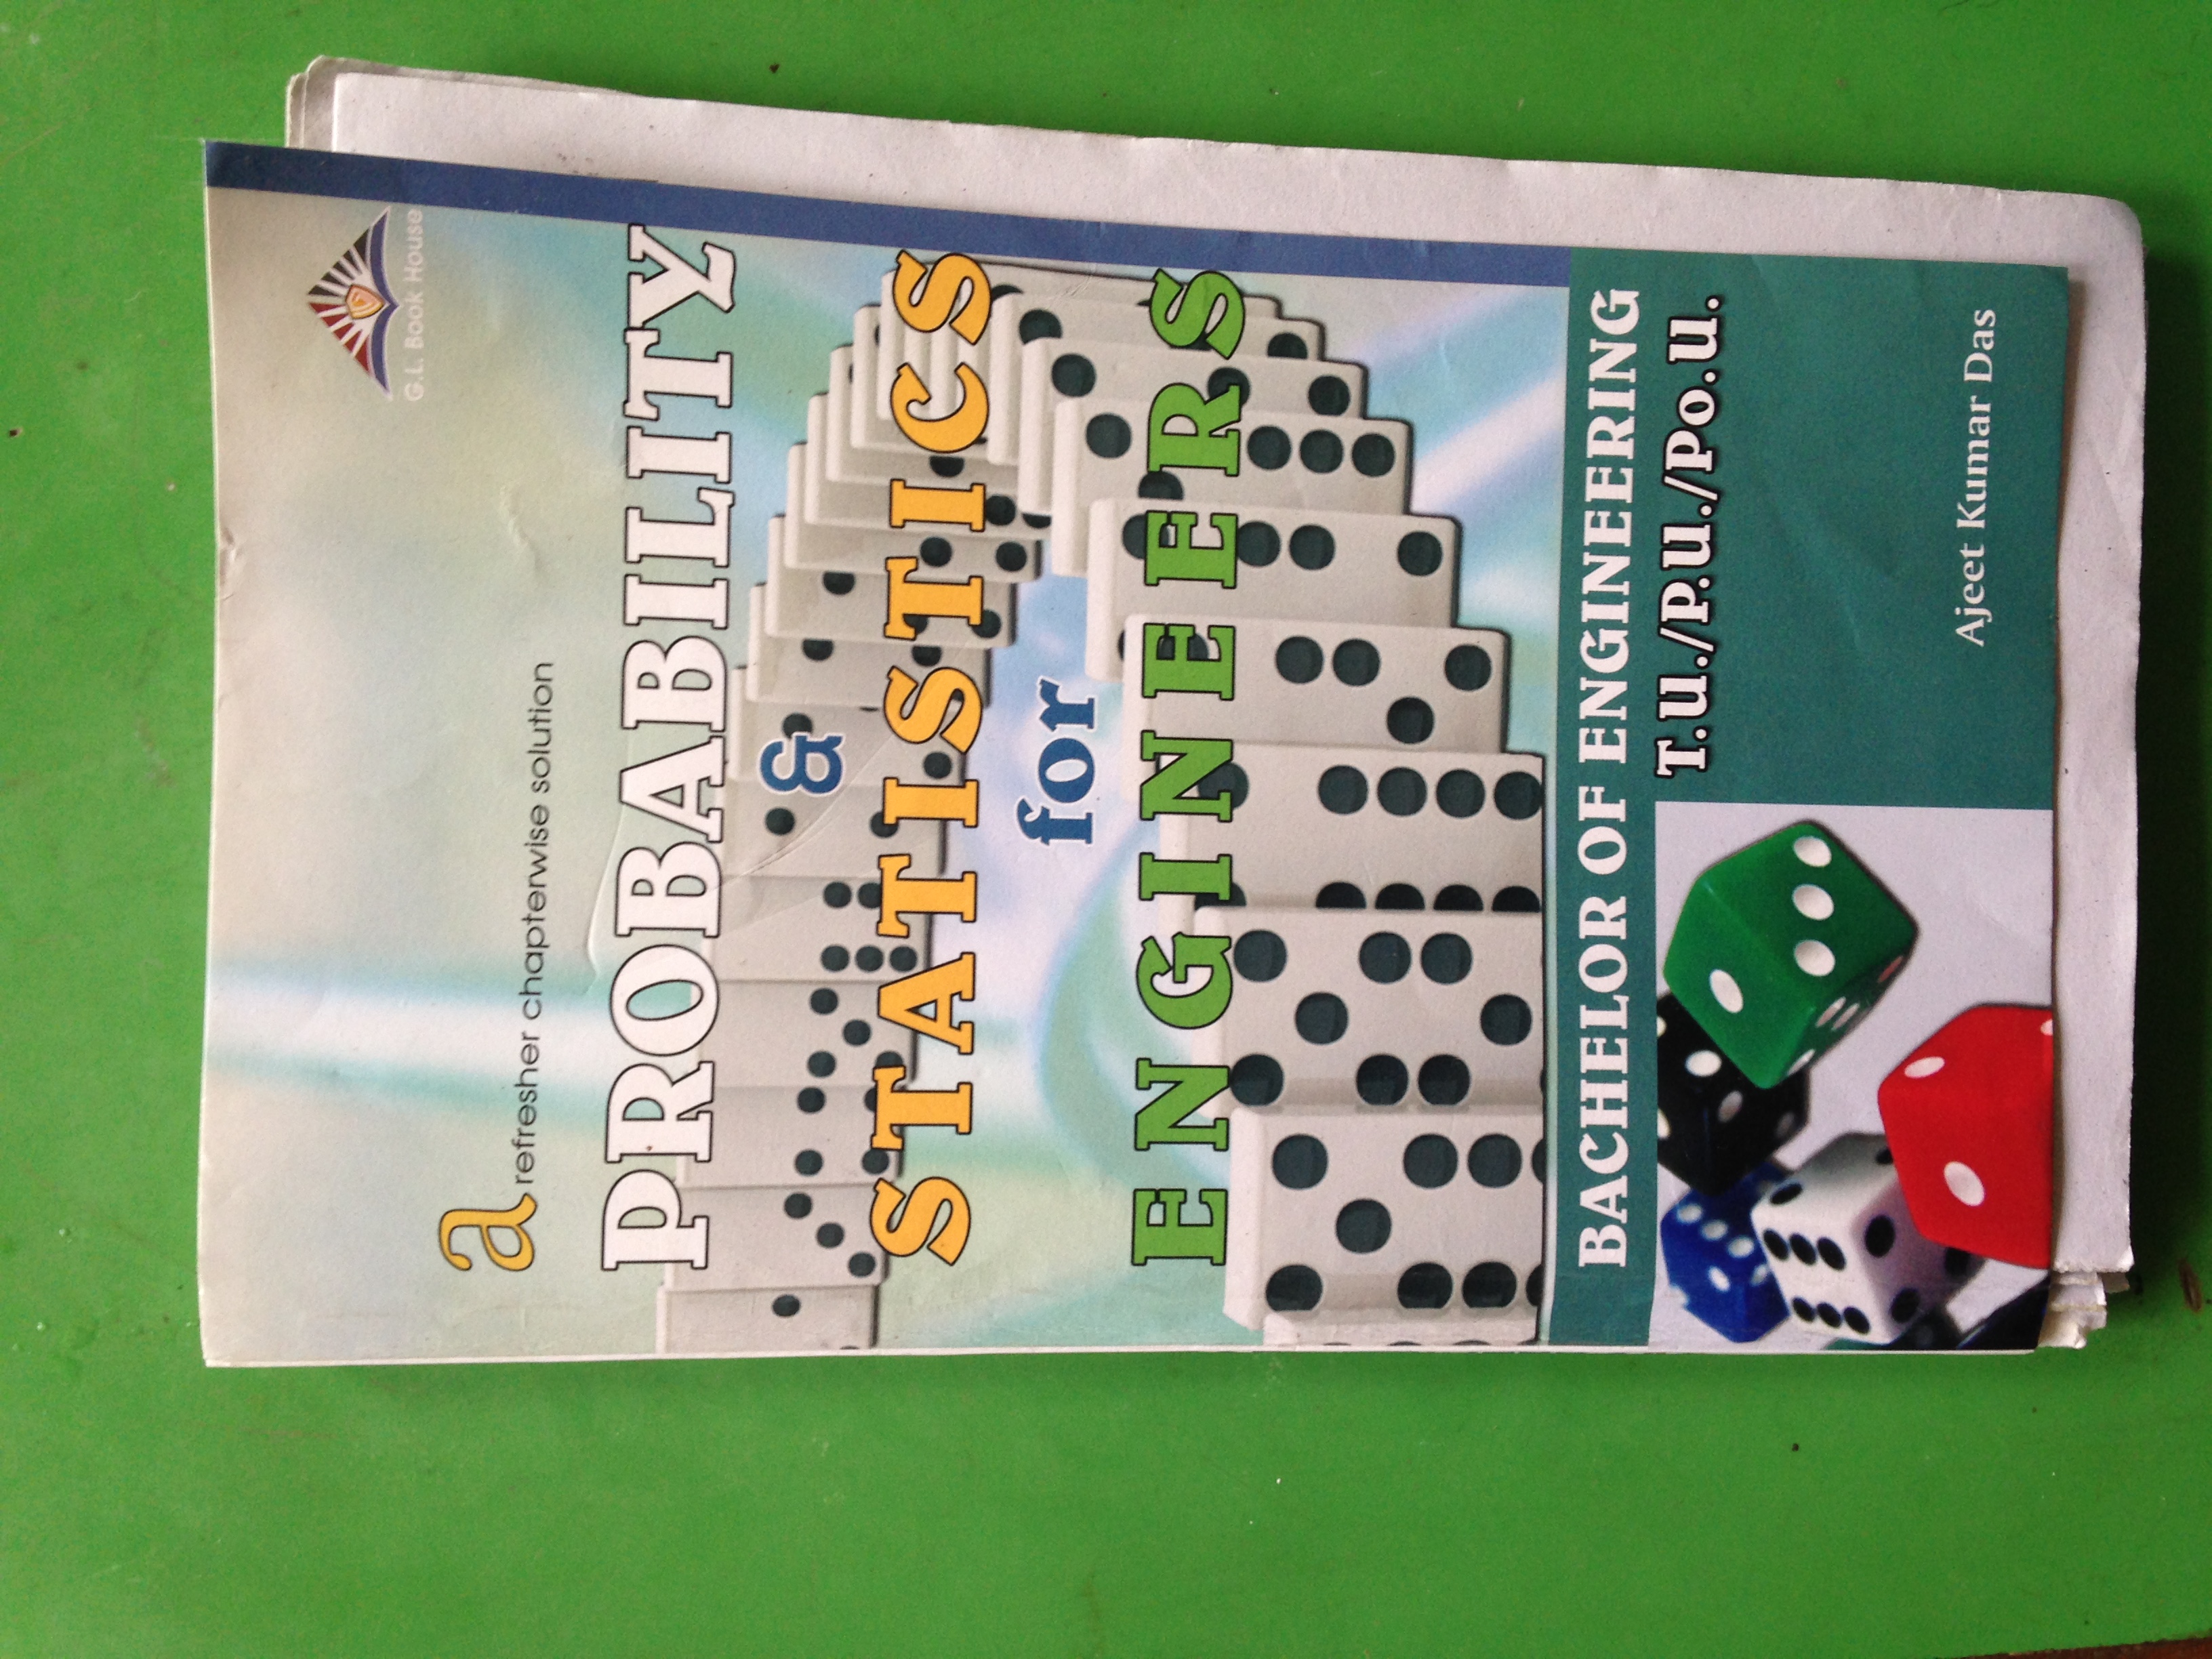 G.L. Book House
a refresher chapterwise solution
PROBABILITY
&
STATISTICS
for
ENGINEERS
BACHELOR OF ENGINEERING
T.U./P.U./Po.U.
Ajeet Kumar Das